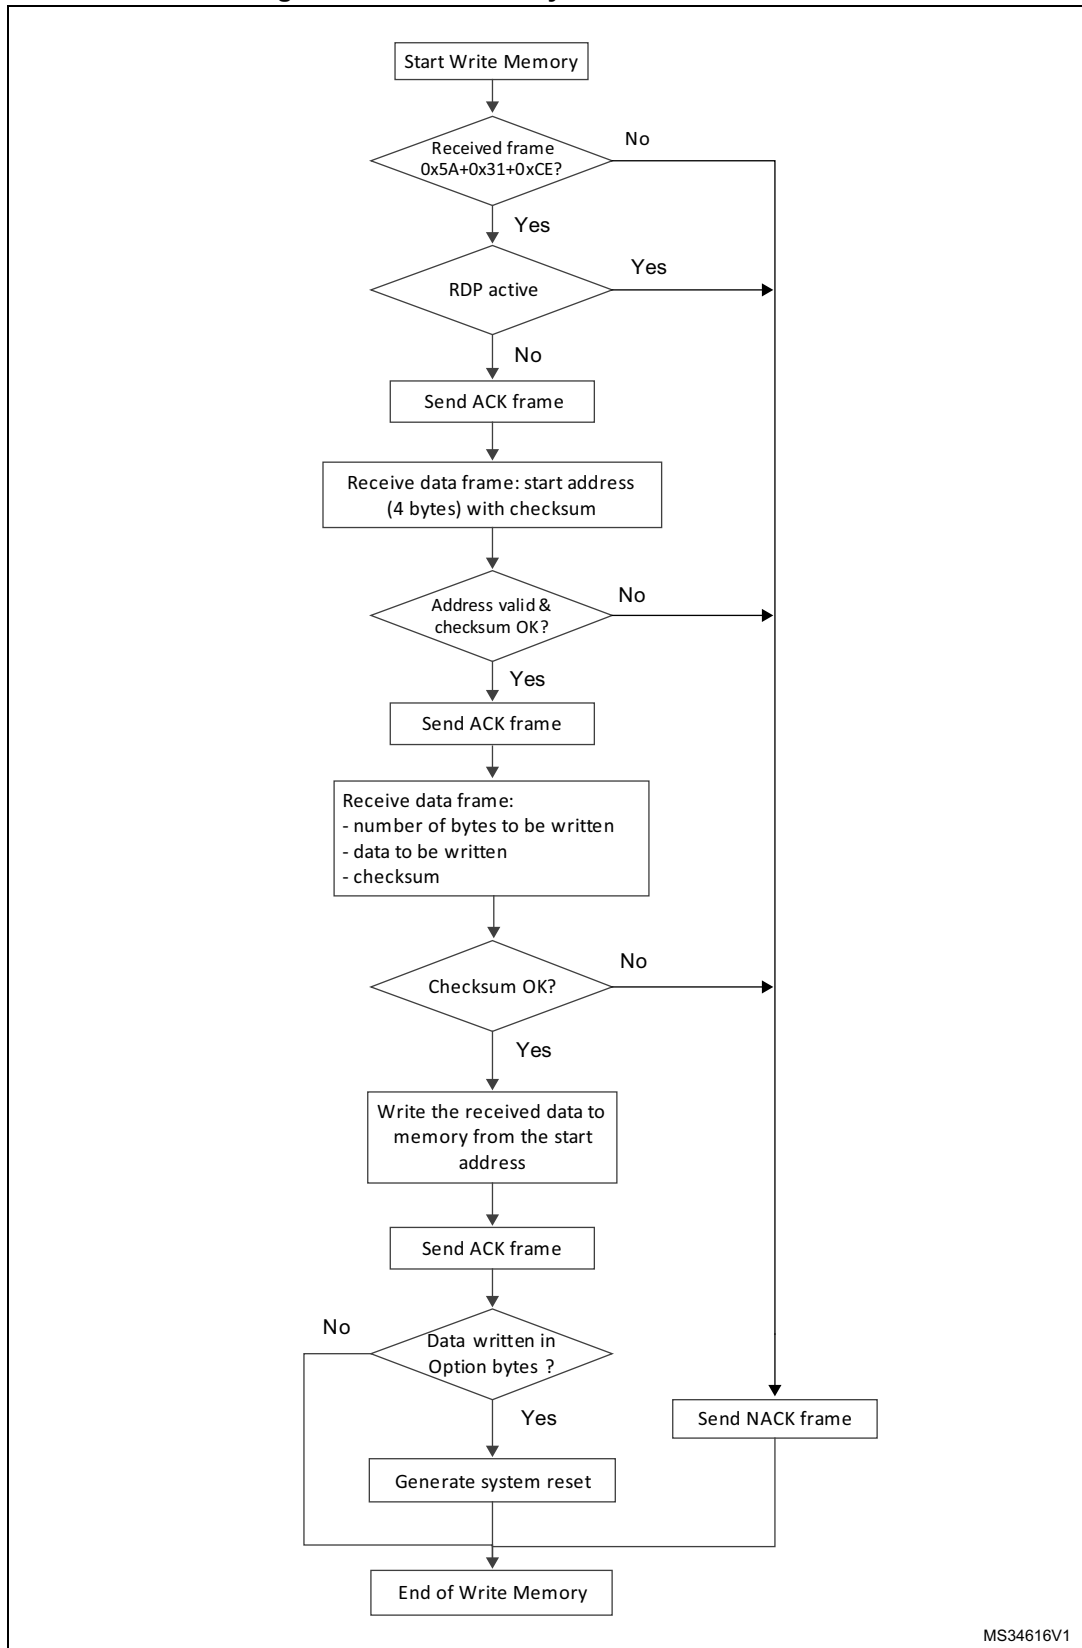 Start Write Memory
Received frame
0x5A+0x31+0xCE?
No
Yes
RDP active
Yes
No
Send ACK frame
Receive data frame: start address
(4 bytes) with checksum
Address valid &
checksum OK?
No
Yes
Send ACK frame
Receive data frame:
- number of bytes to be written
- data to be written
- checksum
Checksum OK?
No
Yes
Write the received data to
memory from the start
address
Send ACK frame
No
Data written in
Option bytes ?
Yes
Send NACK frame
Generate system reset
End of Write Memory
MS34616V1